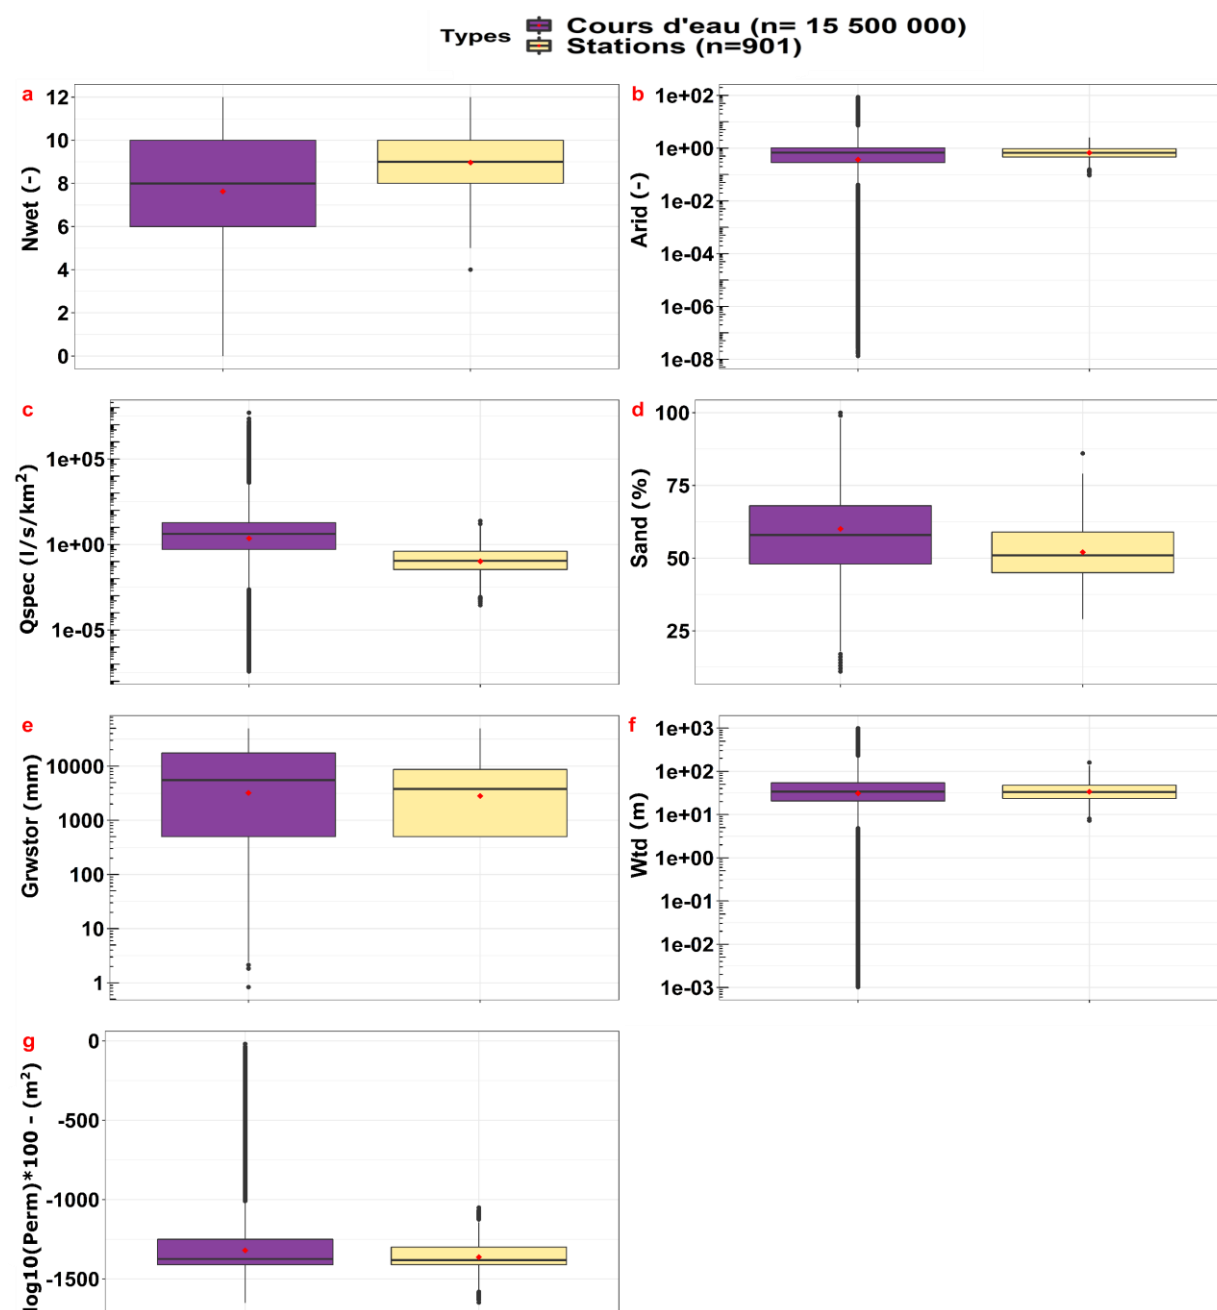 Types
Cours d'eau (n= 15 500 000)
Stations (n=901)
a
Nwet (-)
12
10
8
6
4
2
0
b
Arid (-)
1e+02
1e+00
1e-02
1e-04
1e-06
1e-08
c
Qspec (l/s/km²)
1e+05
1e+00
1e-05
d
Sand (%)
100
75
50
25
e
Grwstor (mm)
10000
1000
100
10
1
f
Wtd (m)
1e+03
1e+02
1e+01
1e+00
1e-01
1e-02
1e-03
g
log10(Perm)*100 - (m²)
0
-500
-1000
-1500